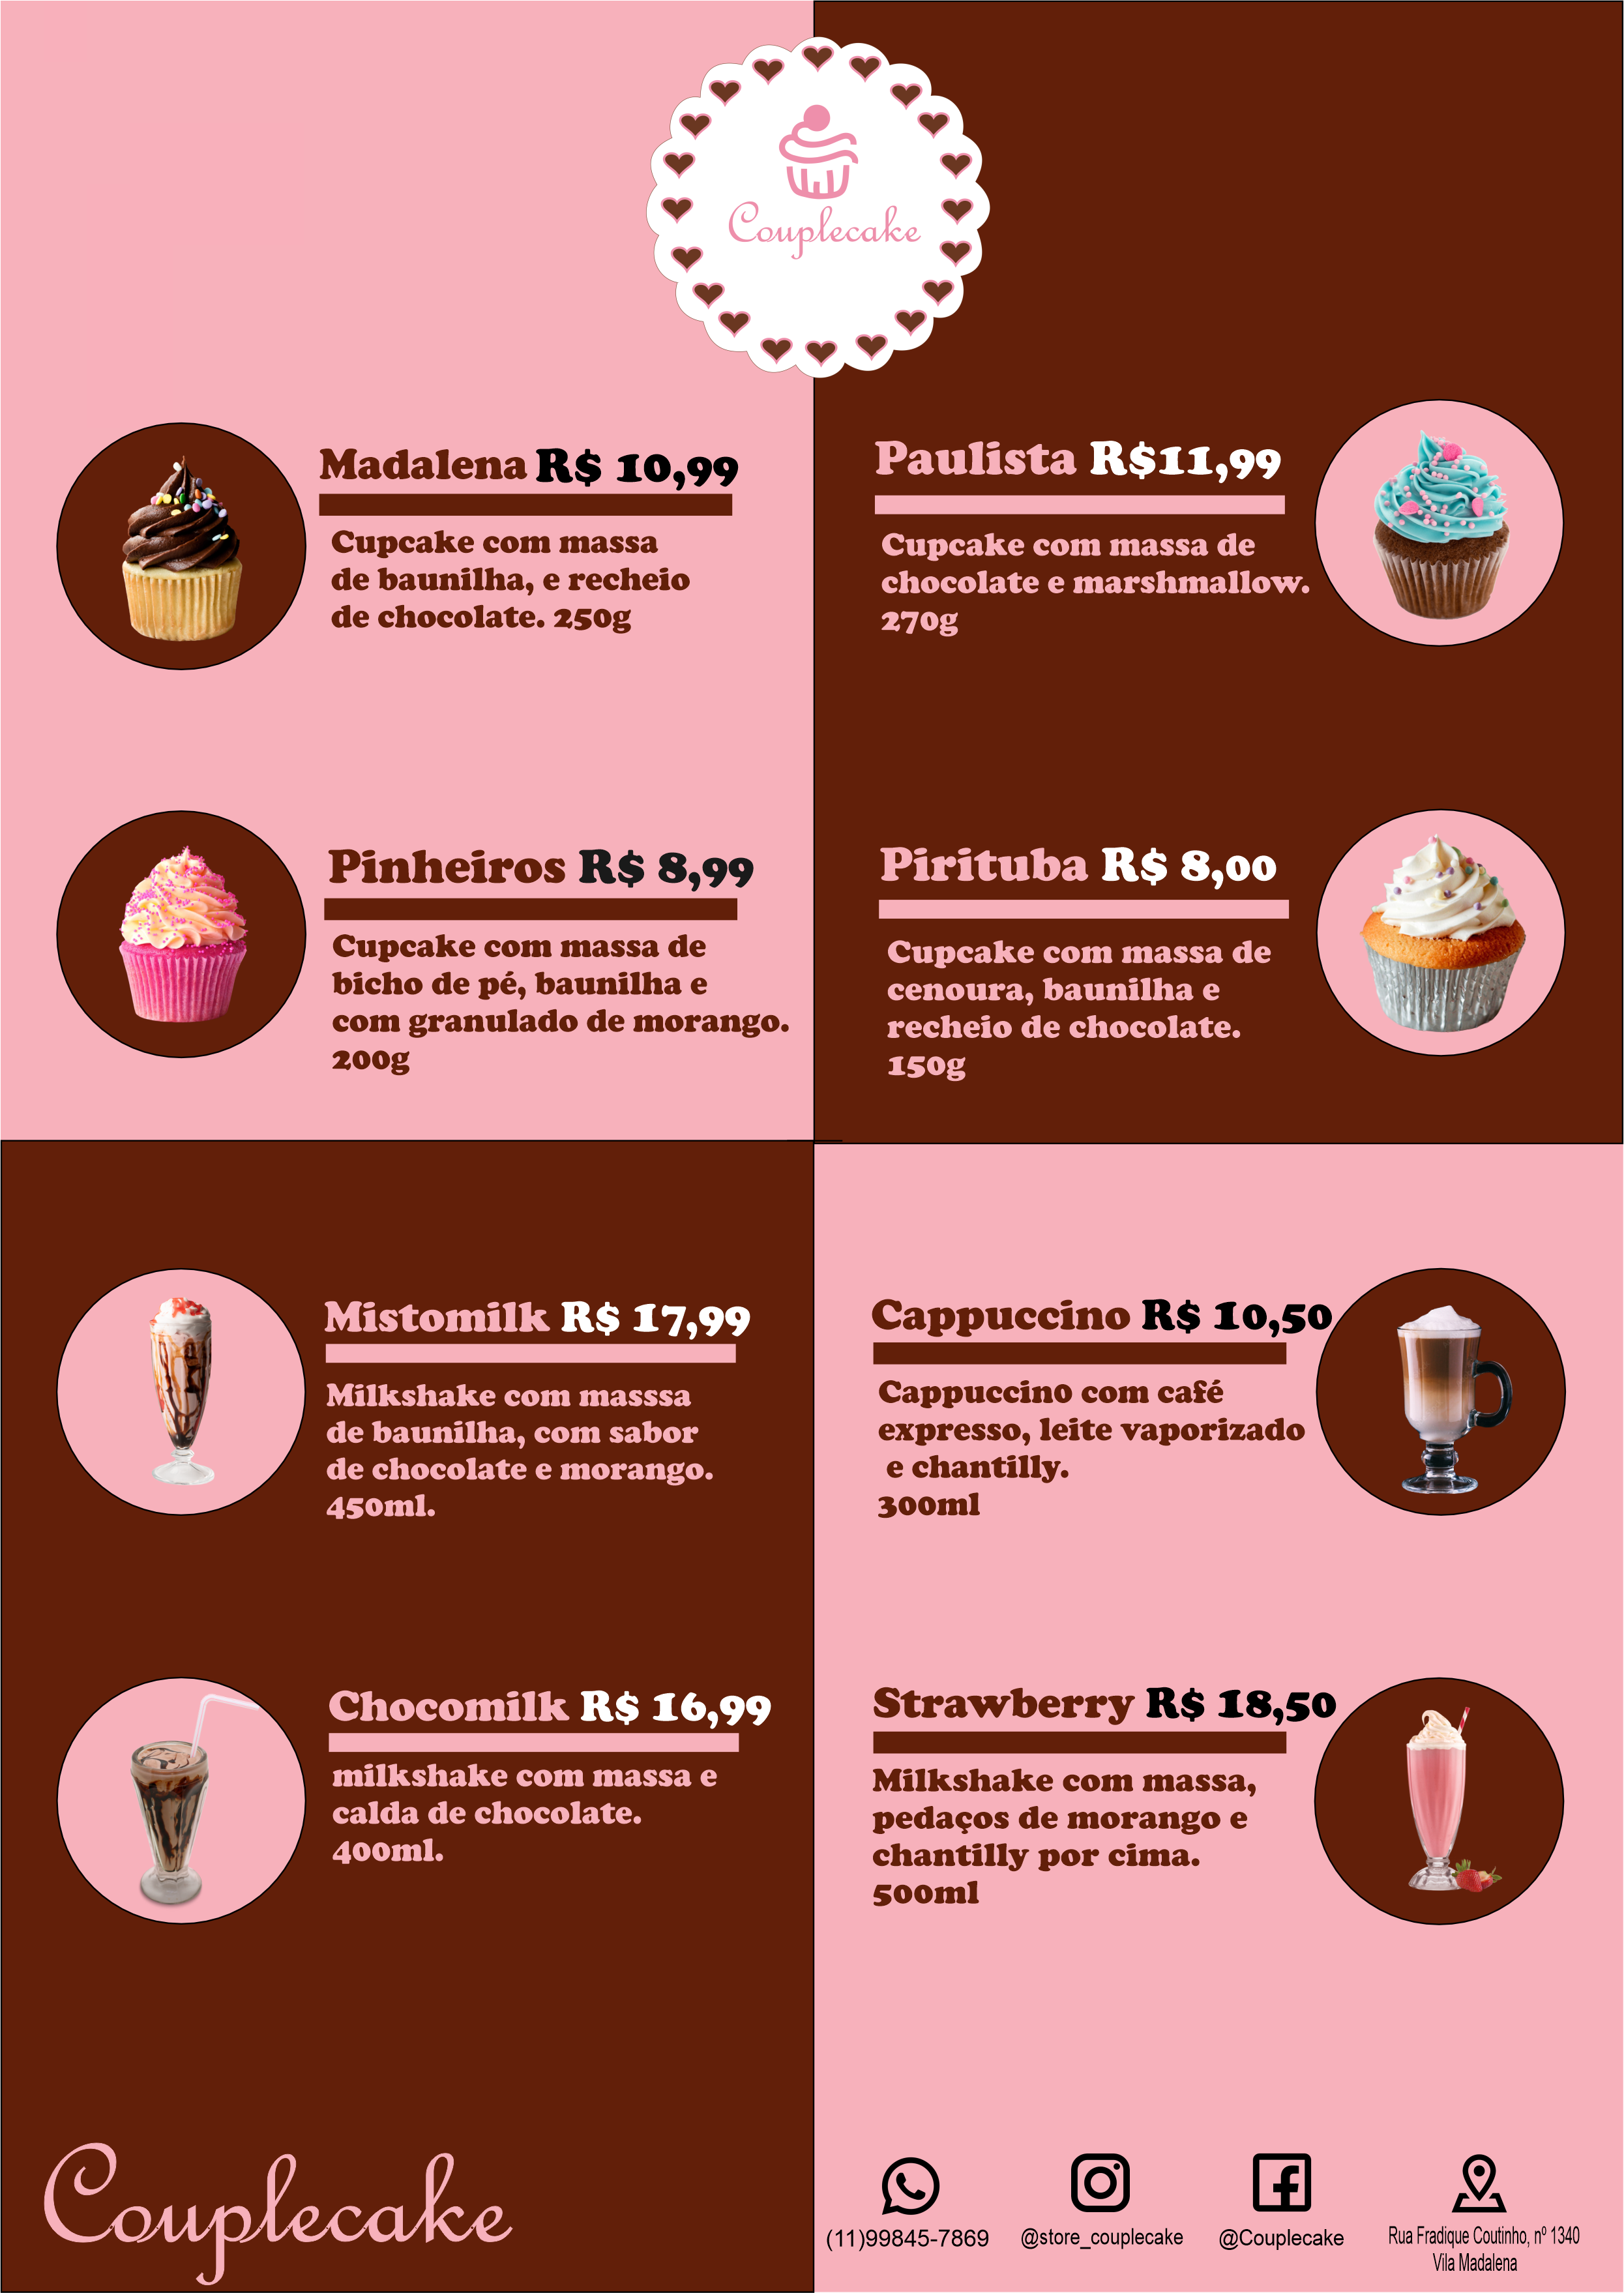 Couplecake
Madalena R$ 10,99
Cupcake com massa
de baunilha, e recheio
de chocolate. 250g
Paulista R$11,99
Cupcake com massa de
chocolate e marshmallow.
270g
Pinheiros R$ 8,99
Cupcake com massa de
bicho de pé, baunilha e
com granulado de morango.
200g
Pirituba R$ 8,00
Cupcake com massa de
cenoura, baunilha e
recheio de chocolate.
150g
Mistomilk R$ 17,99
Milkshake com masssa
de baunilha, com sabor
de chocolate e morango.
450ml.
Cappuccino R$ 10,50
Cappuccin0 com café
expresso, leite vaporizado
e chantilly.
300ml
Chocomilk R$ 16,99
milkshake com massa e
calda de chocolate.
400ml.
Strawberry R$ 18,50
Milkshake com massa,
pedaços de morango e
chantilly por cima.
500ml
Couplecake
(11)99845-7869
@store_couplecake
@Couplecake
Rua Fradique Coutinho, nº 1340
Vila Madalena